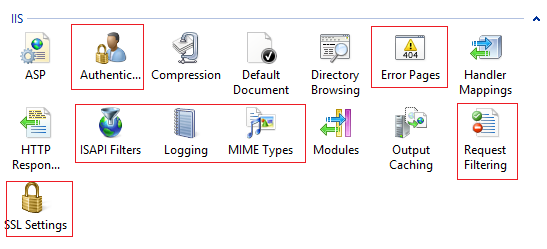 IIS
ASP
Authentic...
Compression
Default
Document
Directory
Browsing
404
Error Pages
Handler
Mappings
HTTP
Respon...
ISAPI Filters
Logging
MIME Types
Modules
Output
Caching
Request
Filtering
SSL Settings